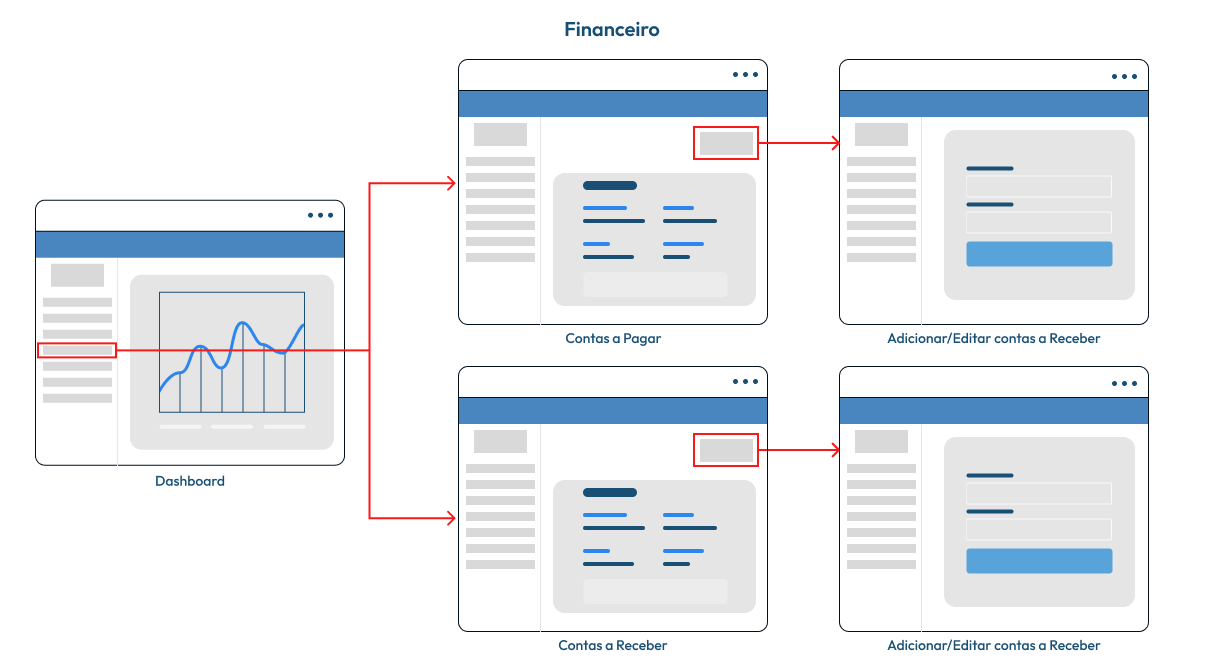 Financeiro
Contas a Pagar
Adicionar/Editar contas a Receber
Dashboard
Contas a Receber
Adicionar/Editar contas a Receber